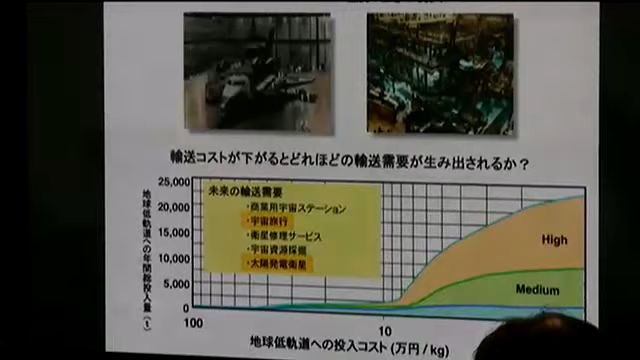 輸送コストが下がるとどれほどの輸送需要が生み出されるか？
地球低軌道への年間総投入量（t）
25,000
20,000
15,000
10,000
5,000
0
未来の輸送需要
・商業用宇宙ステーション
・宇宙旅行
・衛星修理サービス
・宇宙資源採掘
・太陽発電衛星
High
Medium
100
10
地球低軌道への投入コスト（万円/kg）